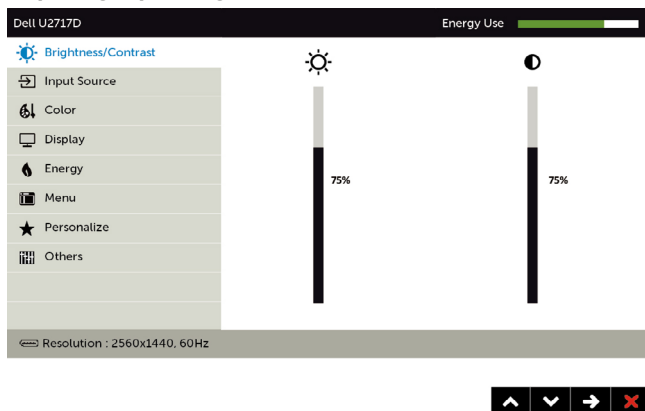 Dell U2717D Energy Use
Brightness/Contrast
Input Source
Color
Display
Energy
Menu
Personalize
Others
75% 75%
Resolution : 2560x1440, 60Hz